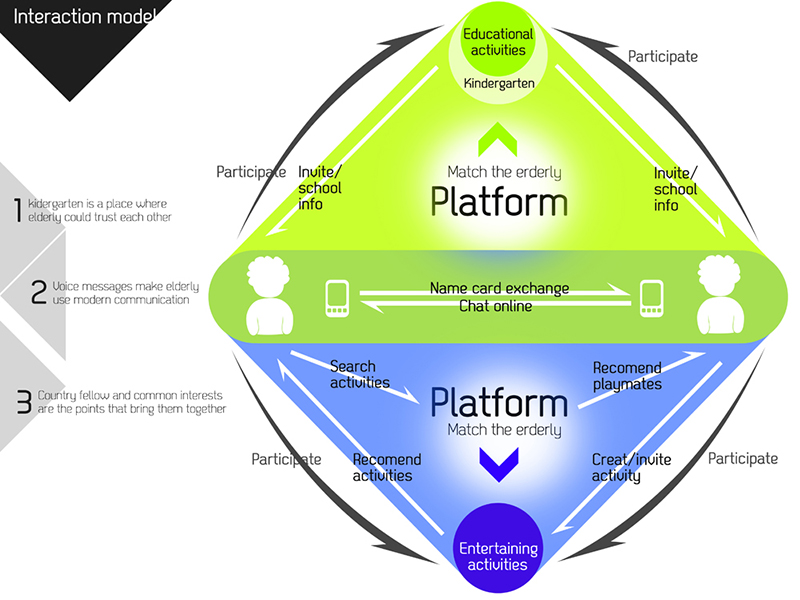 Interaction model
Educational
activities
Kindergarten
Participate
Participate
Invite/
school
info
Match the erderly
Platform
Invite/
school
info
1 kidergarten is a place where
elderly could trust each other
2 Voice messages make elderly
use modern communication
3 Country fellow and common interests
are the points that bring them together
Name card exchange
Chat online
Search
activities
Recomend
playmates
Platform
Match the erderly
Participate
Recomend
activities
Creat/invite
activity
Participate
Entertaining
activities